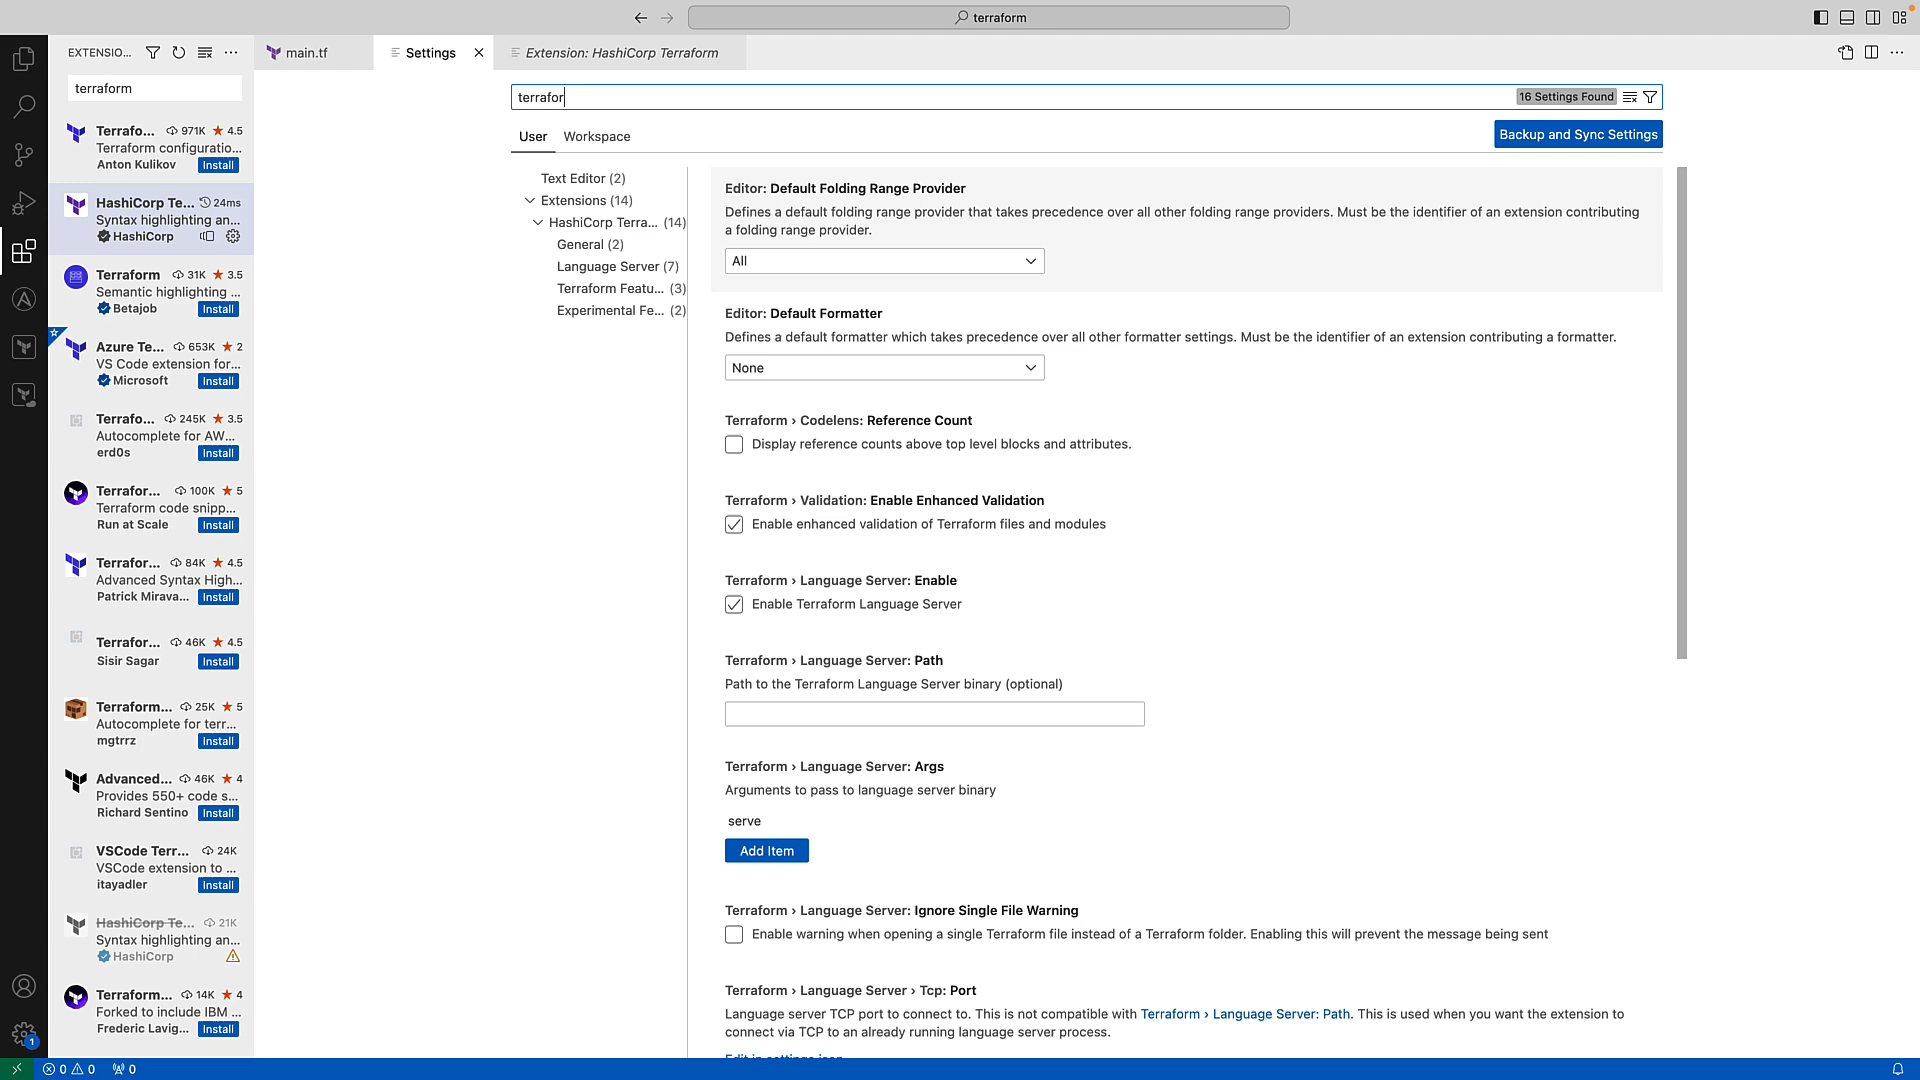 terraform
EXTENSIO...
terraform
Terrafo... 971K 4.5
Terraform configuratio...
Anton Kulikov Install
HashiCorp Te... 24ms
Syntax highlighting an...
HashiCorp
Terraform 31K 3.5
Semantic highlighting ...
Betajob Install
Azure Te... 653K 2
VS Code extension for...
Microsoft Install
Terrafo... 245K 3.5
Autocomplete for AW...
erd0s Install
Terrafor... 100K 5
Terraform code snipp...
Run at Scale Install
Terrafor... 84K 4.5
Advanced Syntax High...
Patrick Mirava... Install
Terrafor... 46K 4.5
Sisir Sagar Install
Terraform... 25K 5
Autocomplete for terr...
mgtrrz Install
Advanced... 46K 4
Provides 550+ code s...
Richard Sentino Install
VSCode Terr... 24K
VSCode extension to ...
itayadler Install
HashiCorp Te... 21K
Syntax highlighting an...
HashiCorp
Terraform... 14K 4
Forked to include IBM ...
Frederic Lavig... Install
main.tf
Settings
Extension: HashiCorp Terraform
terrafor
16 Settings Found
User Workspace
Backup and Sync Settings
Text Editor (2)
Extensions (14)
HashiCorp Terra... (14)
General (2)
Language Server (7)
Terraform Featu... (3)
Experimental Fe... (2)
Editor: Default Folding Range Provider
Defines a default folding range provider that takes precedence over all other folding range providers. Must be the identifier of an extension contributing
a folding range provider.
All
Editor: Default Formatter
Defines a default formatter which takes precedence over all other formatter settings. Must be the identifier of an extension contributing a formatter.
None
Terraform › Codelens: Reference Count
Display reference counts above top level blocks and attributes.
Terraform › Validation: Enable Enhanced Validation
Enable enhanced validation of Terraform files and modules
Terraform › Language Server: Enable
Enable Terraform Language Server
Terraform › Language Server: Path
Path to the Terraform Language Server binary (optional)
Terraform › Language Server: Args
Arguments to pass to language server binary
serve
Add Item
Terraform › Language Server: Ignore Single File Warning
Enable warning when opening a single Terraform file instead of a Terraform folder. Enabling this will prevent the message being sent
Terraform › Language Server › Tcp: Port
Language server TCP port to connect to. This is not compatible with Terraform › Language Server: Path. This is used when you want the extension to
connect via TCP to an already running language server process.
Edit in settings.json
1
0 0 0